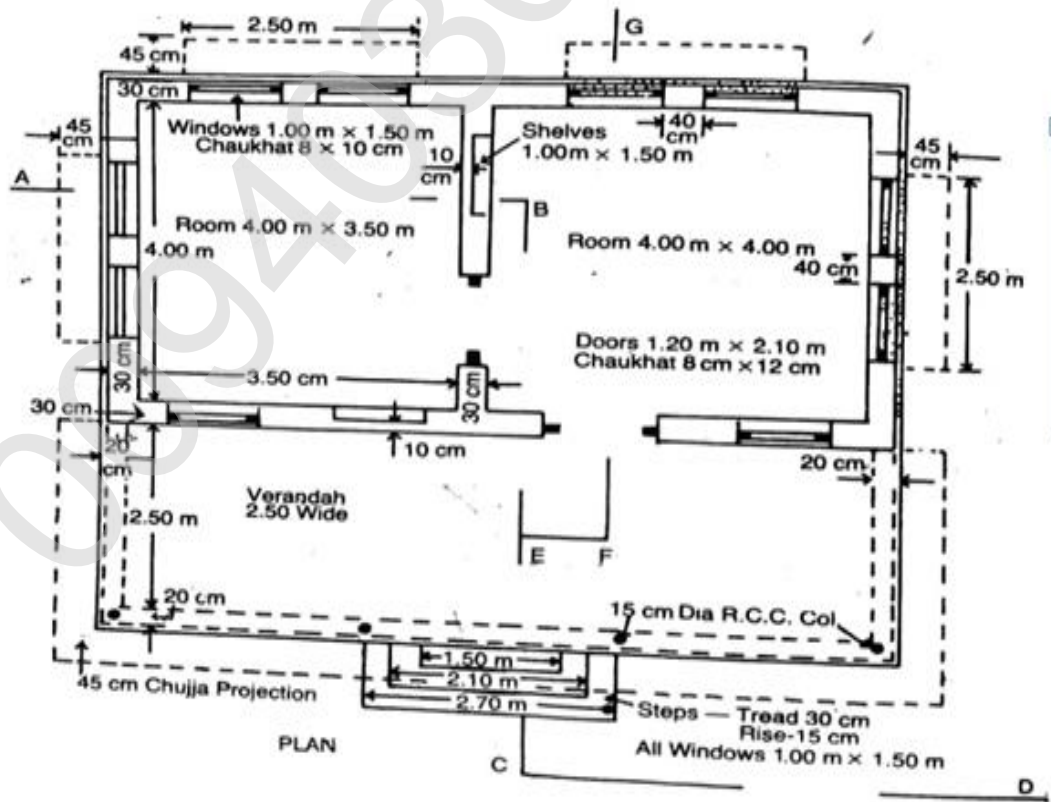 2.50 m
G
45 cm
30 cm
45
cm
Windows 1.00 m × 1.50 m
Chaukhat 8 × 10 cm
10
cm
Shelves
1.00m × 1.50 m
40
cm
45
cm
A
B
Room 4.00 m × 3.50 m
4.00 m
Room 4.00 m × 4.00 m
40 cm
2.50 m
Doors 1.20 m × 2.10 m
Chaukhat 8 cm × 12 cm
30 cm
3.50 cm
30 cm
30 cm
10 cm
20
cm
20 cm
Verandah
2.50 Wide
2.50 m
E
F
20 cm
15 cm Dia R.C.C. Col
1.50 m
2.10 m
2.70 m
45 cm Chujja Projection
Steps — Tread 30 cm
Rise-15 cm
All Windows 1.00 m × 1.50 m
PLAN
C
D